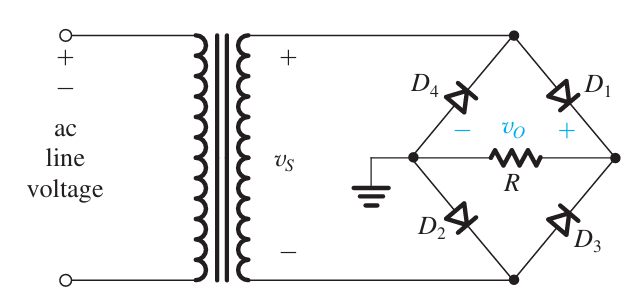 +
−
ac
line
voltage
+
v_S
−
D_4
D_1
− v_O +
R
D_2
D_3